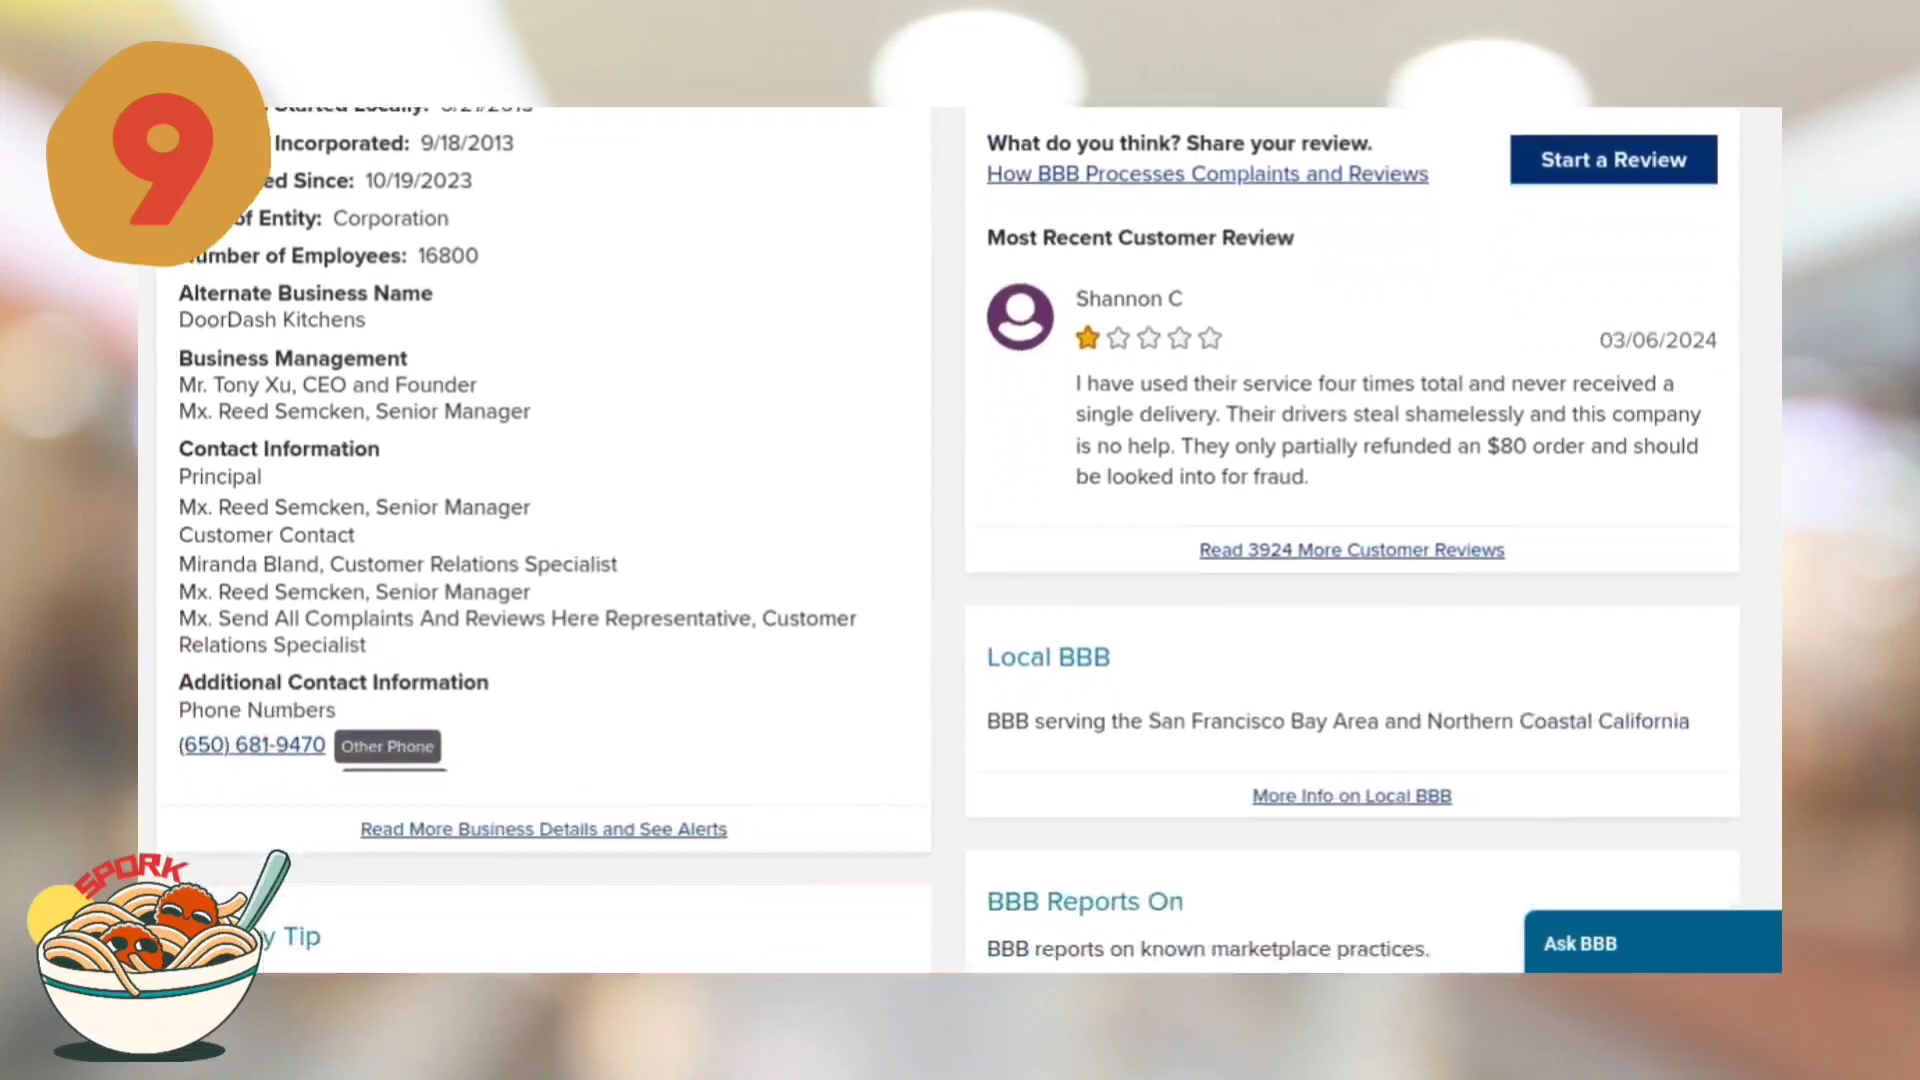 9
Incorporated: 9/18/2013
ed Since: 10/19/2023
of Entity: Corporation
umber of Employees: 16800
Alternate Business Name
DoorDash Kitchens
Business Management
Mr. Tony Xu, CEO and Founder
Mx. Reed Semcken, Senior Manager
Contact Information
Principal
Mx. Reed Semcken, Senior Manager
Customer Contact
Miranda Bland, Customer Relations Specialist
Mx. Reed Semcken, Senior Manager
Mx. Send All Complaints And Reviews Here Representative, Customer
Relations Specialist
Additional Contact Information
Phone Numbers
(650) 681-9470 Other Phone
Read More Business Details and See Alerts
y Tip
SPORK
What do you think? Share your review.
How BBB Processes Complaints and Reviews
Start a Review
Most Recent Customer Review
Shannon C
03/06/2024
I have used their service four times total and never received a
single delivery. Their drivers steal shamelessly and this company
is no help. They only partially refunded an $80 order and should
be looked into for fraud.
Read 3924 More Customer Reviews
Local BBB
BBB serving the San Francisco Bay Area and Northern Coastal California
More Info on Local BBB
BBB Reports On
BBB reports on known marketplace practices.
Ask BBB